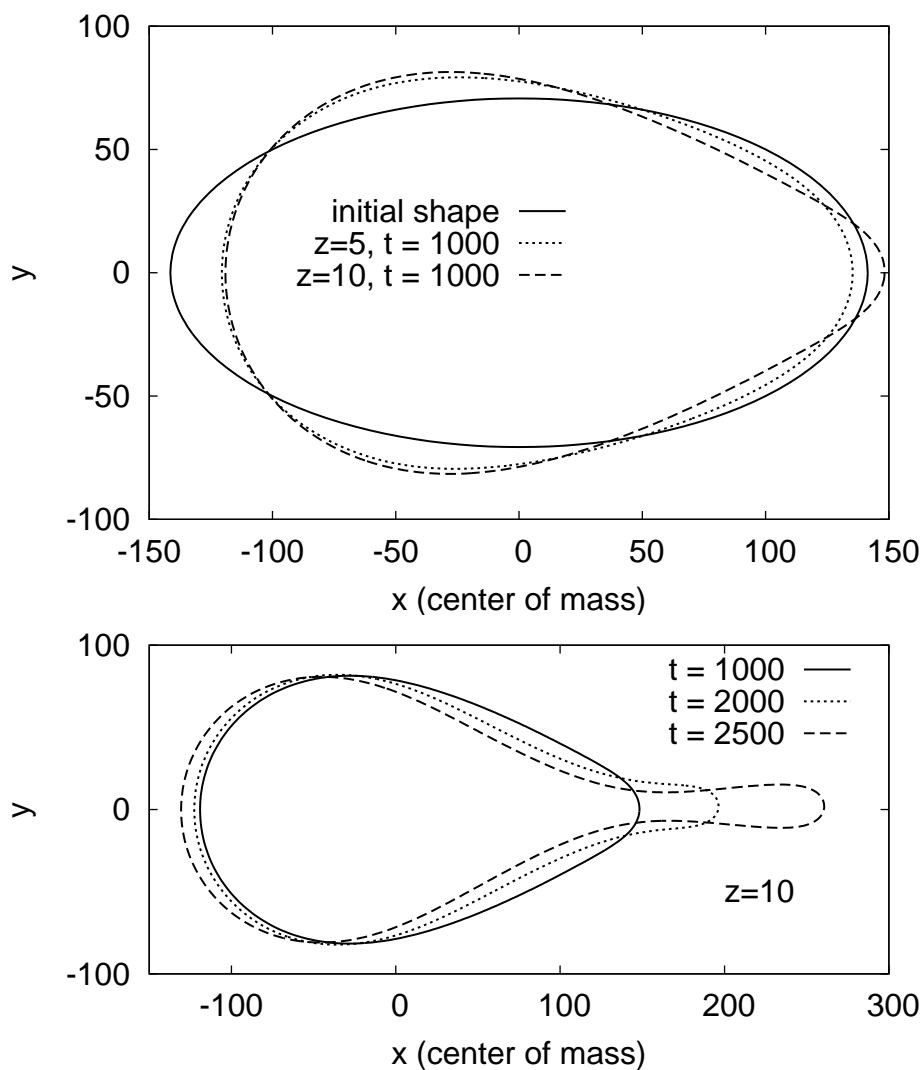 100
50
0
-50
-100
y
initial shape
z=5, t = 1000
z=10, t = 1000
-150 -100 -50 0 50 100 150
x (center of mass)
100
0
-100
y
t = 1000
t = 2000
t = 2500
z=10
-100 0 100 200 300
x (center of mass)